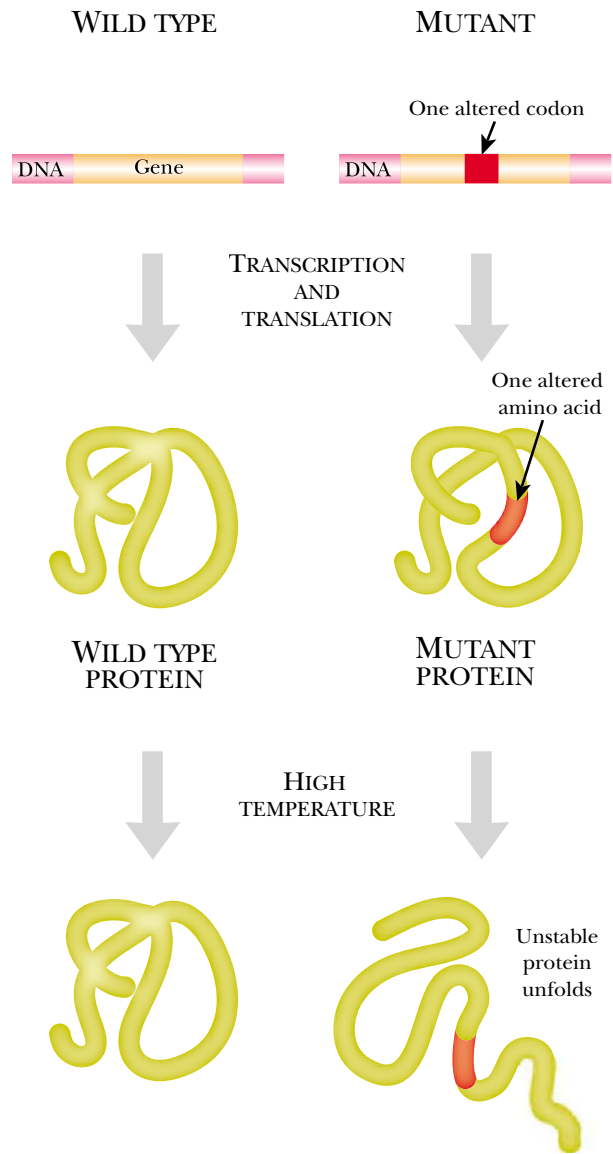 WILD TYPE
MUTANT
One altered codon
DNA
Gene
DNA
TRANSCRIPTION
AND
TRANSLATION
One altered
amino acid
WILD TYPE
PROTEIN
MUTANT
PROTEIN
HIGH
TEMPERATURE
Unstable
protein
unfolds